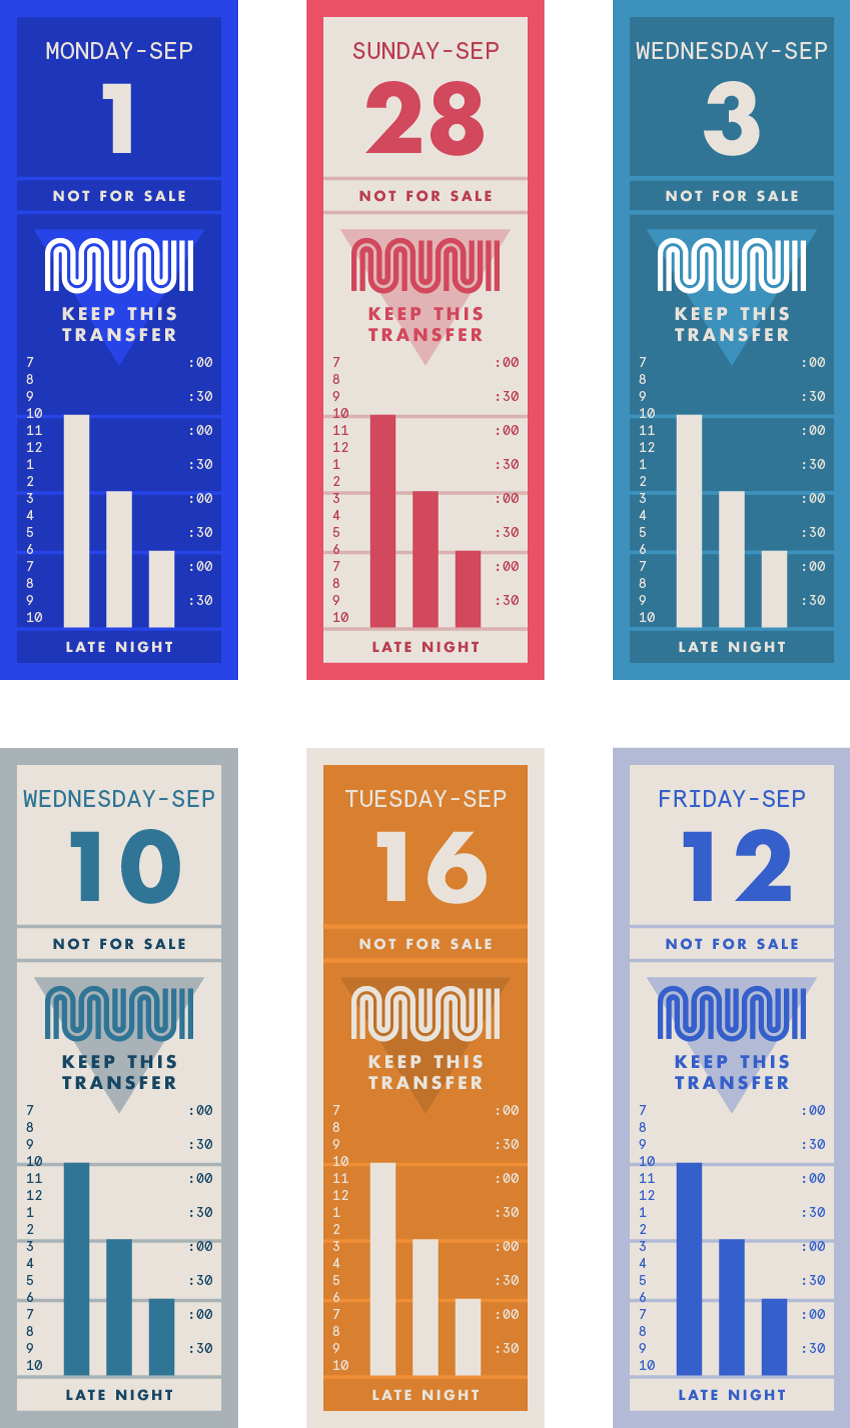 MONDAY-SEP
1
NOT FOR SALE
MUNI
KEEP THIS
TRANSFER
7 :00
8
9 :30
10
11 :00
12
1 :30
2
3 :00
4
5 :30
6
7 :00
8
9 :30
10
LATE NIGHT
SUNDAY-SEP
28
NOT FOR SALE
MUNI
KEEP THIS
TRANSFER
7 :00
8
9 :30
10
11 :00
12
1 :30
2
3 :00
4
5 :30
6
7 :00
8
9 :30
10
LATE NIGHT
WEDNESDAY-SEP
3
NOT FOR SALE
MUNI
KEEP THIS
TRANSFER
7 :00
8
9 :30
10
11 :00
12
1 :30
2
3 :00
4
5 :30
6
7 :00
8
9 :30
10
LATE NIGHT
WEDNESDAY-SEP
10
NOT FOR SALE
MUNI
KEEP THIS
TRANSFER
7 :00
8
9 :30
10
11 :00
12
1 :30
2
3 :00
4
5 :30
6
7 :00
8
9 :30
10
LATE NIGHT
TUESDAY-SEP
16
NOT FOR SALE
MUNI
KEEP THIS
TRANSFER
7 :00
8
9 :30
10
11 :00
12
1 :30
2
3 :00
4
5 :30
6
7 :00
8
9 :30
10
LATE NIGHT
FRIDAY-SEP
12
NOT FOR SALE
MUNI
KEEP THIS
TRANSFER
7 :00
8
9 :30
10
11 :00
12
1 :30
2
3 :00
4
5 :30
6
7 :00
8
9 :30
10
LATE NIGHT